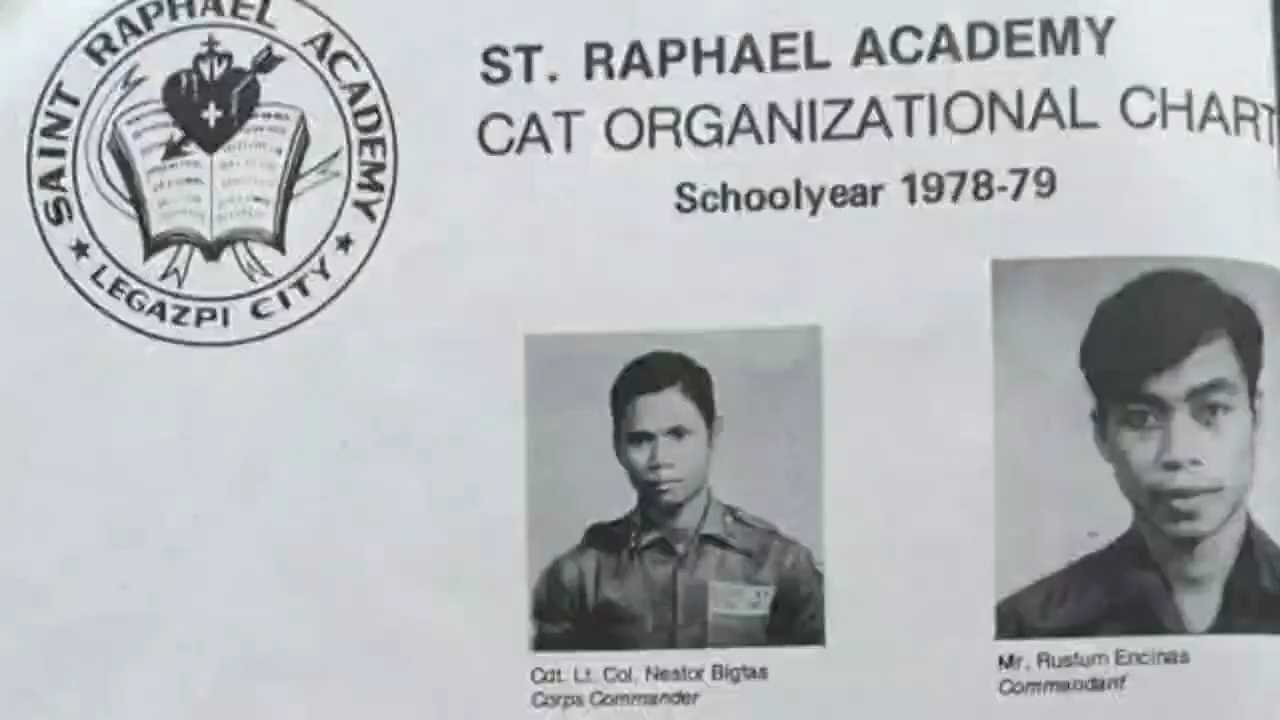 SAINT RAPHAEL ACADEMY
LEGAZPI CITY
ST. RAPHAEL ACADEMY
CAT ORGANIZATIONAL CHART
Schoolyear 1978-79
Cdt. Lt. Col. Nestor Bigtas
Corps Commander
Mr. Rustum Encinas
Commandant